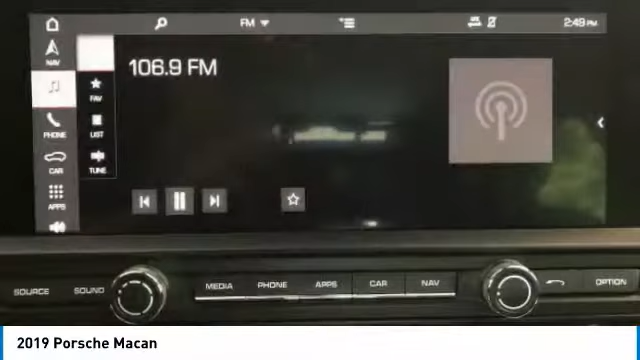 FM
2:49 PM
NAV
106.9 FM
FAV
PHONE
LIST
CAR
TUNE
APPS
SOURCE
SOUND
MEDIA
PHONE
APPS
CAR
NAV
OPTION
2019 Porsche Macan